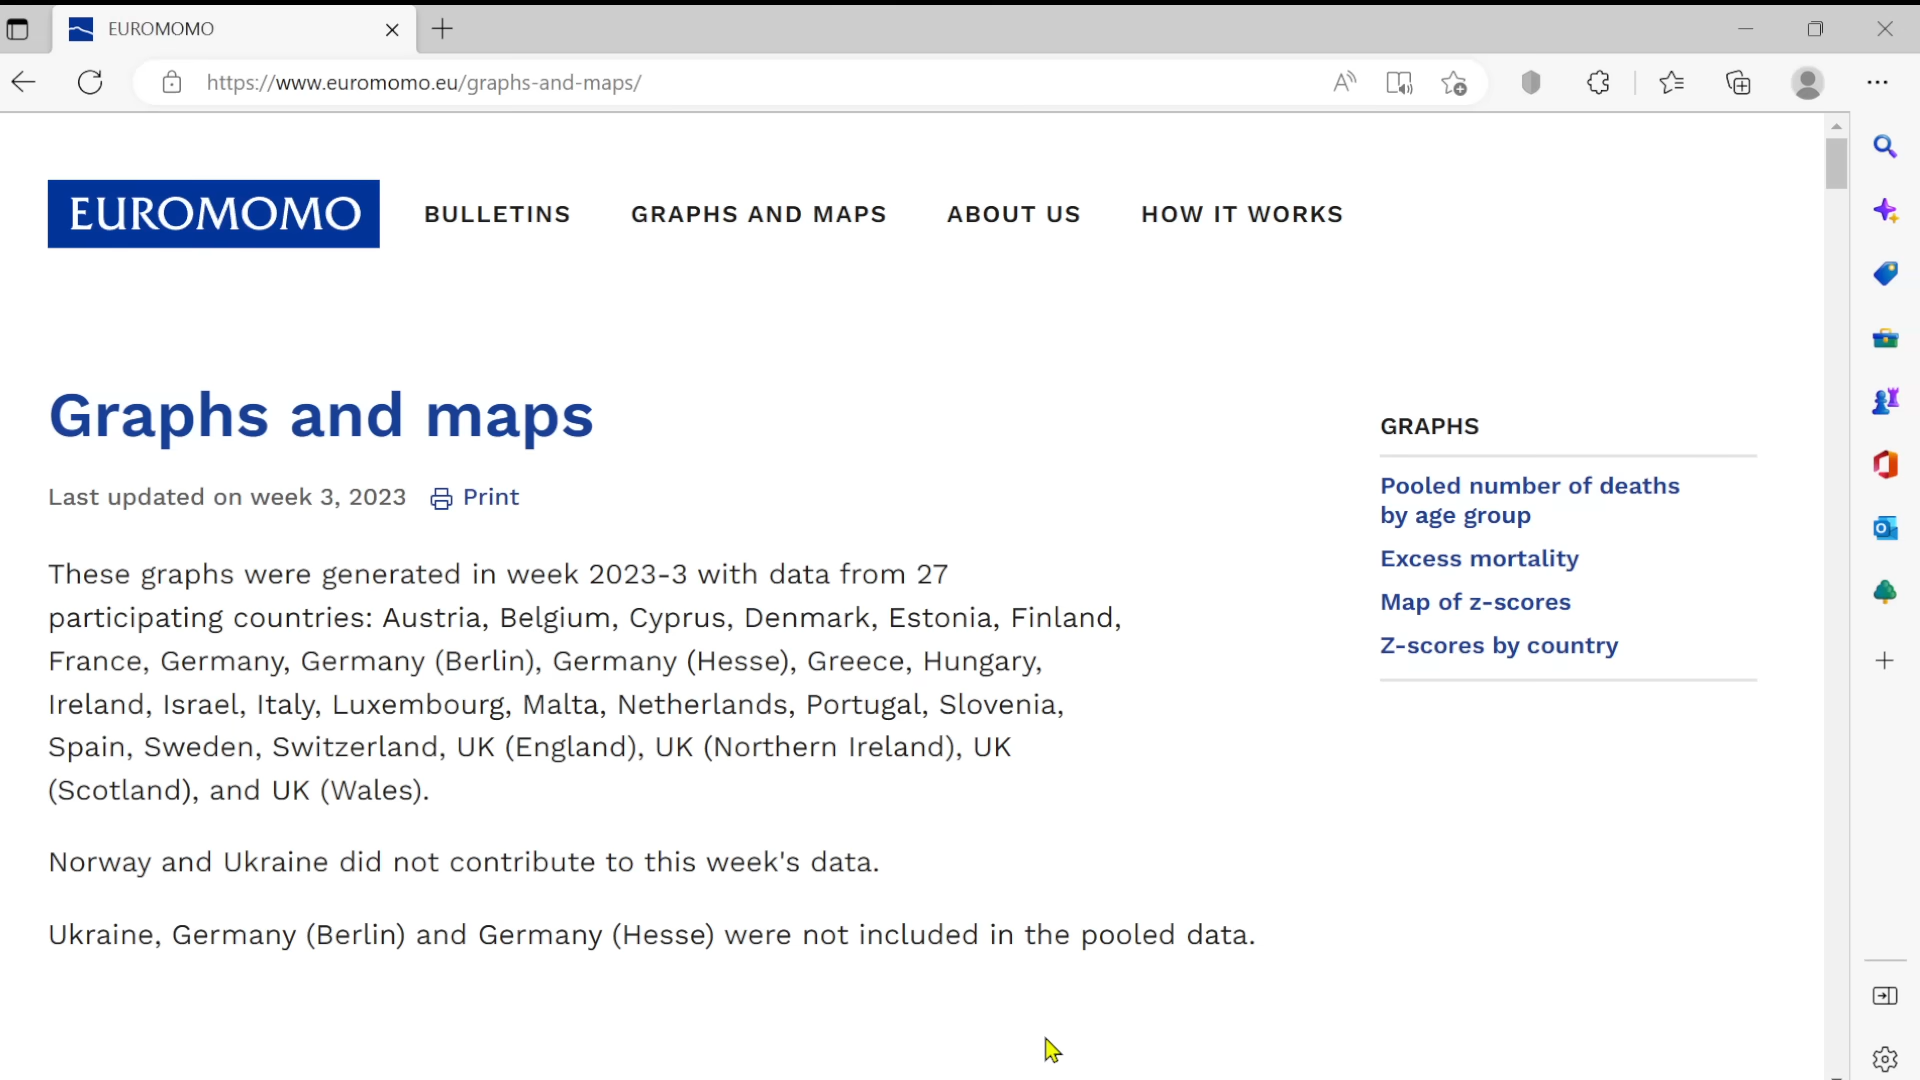 EUROMOMO
https://www.euromomo.eu/graphs-and-maps/
EUROMOMO
BULLETINS
GRAPHS AND MAPS
ABOUT US
HOW IT WORKS
Graphs and maps
Last updated on week 3, 2023
Print
These graphs were generated in week 2023-3 with data from 27
participating countries: Austria, Belgium, Cyprus, Denmark, Estonia, Finland,
France, Germany, Germany (Berlin), Germany (Hesse), Greece, Hungary,
Ireland, Israel, Italy, Luxembourg, Malta, Netherlands, Portugal, Slovenia,
Spain, Sweden, Switzerland, UK (England), UK (Northern Ireland), UK
(Scotland), and UK (Wales).
Norway and Ukraine did not contribute to this week's data.
Ukraine, Germany (Berlin) and Germany (Hesse) were not included in the pooled data.
GRAPHS
Pooled number of deaths
by age group
Excess mortality
Map of z-scores
Z-scores by country